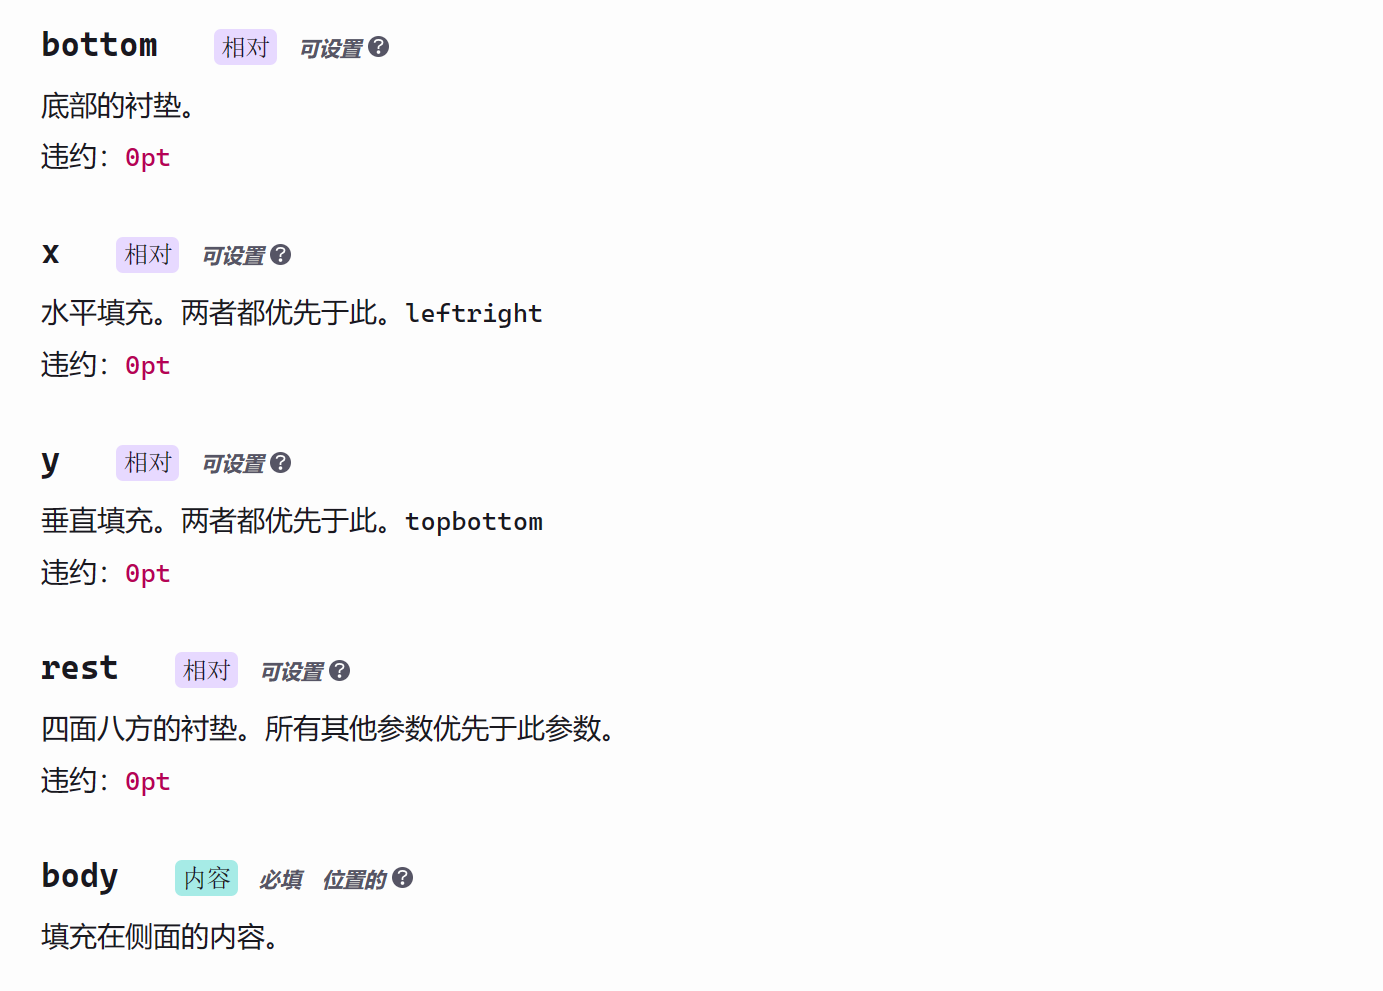 bottom 相对 可设置 ?
底部的衬垫。
违约：0pt
x 相对 可设置 ?
水平填充。两者都优先于此。leftright
违约：0pt
y 相对 可设置 ?
垂直填充。两者都优先于此。topbottom
违约：0pt
rest 相对 可设置 ?
四面八方的衬垫。所有其他参数优先于此参数。
违约：0pt
body 内容 必填 位置的 ?
填充在侧面的内容。